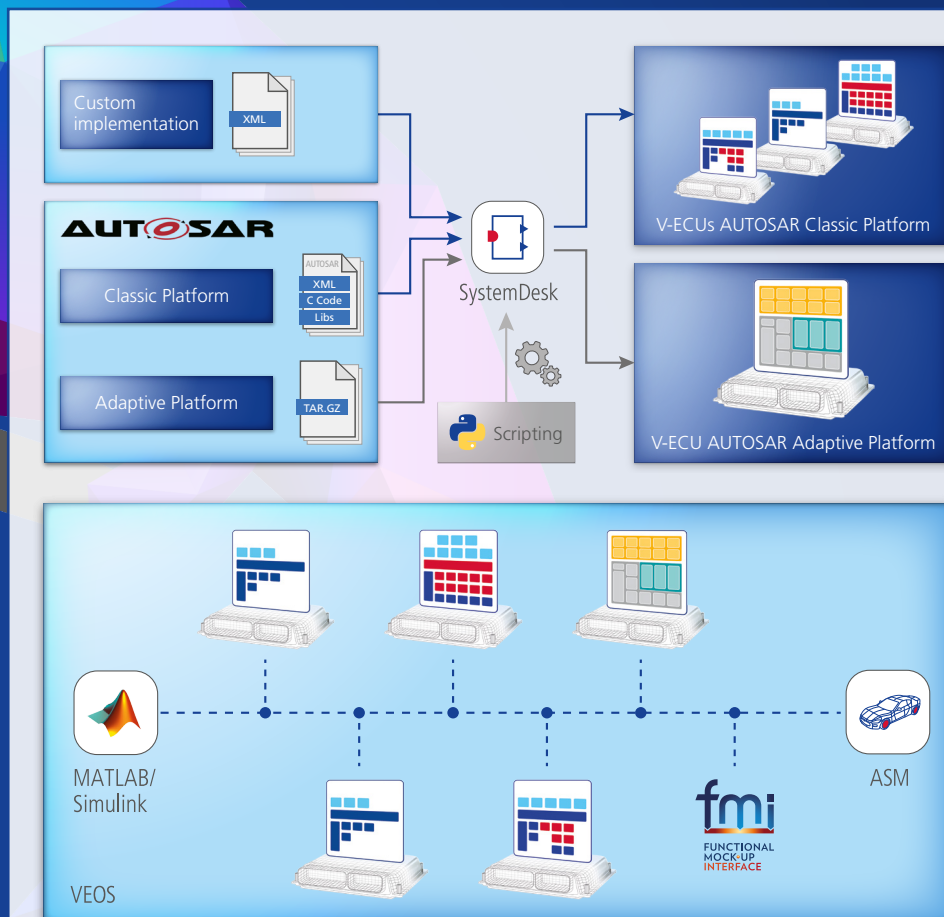 Custom
implementation
XML
AUTOSAR
Classic Platform
AUTOSAR
XML
C Code
Libs
Adaptive Platform
TAR.GZ
SystemDesk
Scripting
V-ECUs AUTOSAR Classic Platform
V-ECU AUTOSAR Adaptive Platform
MATLAB/
Simulink
ASM
fmi
FUNCTIONAL
MOCK-UP
INTERFACE
VEOS